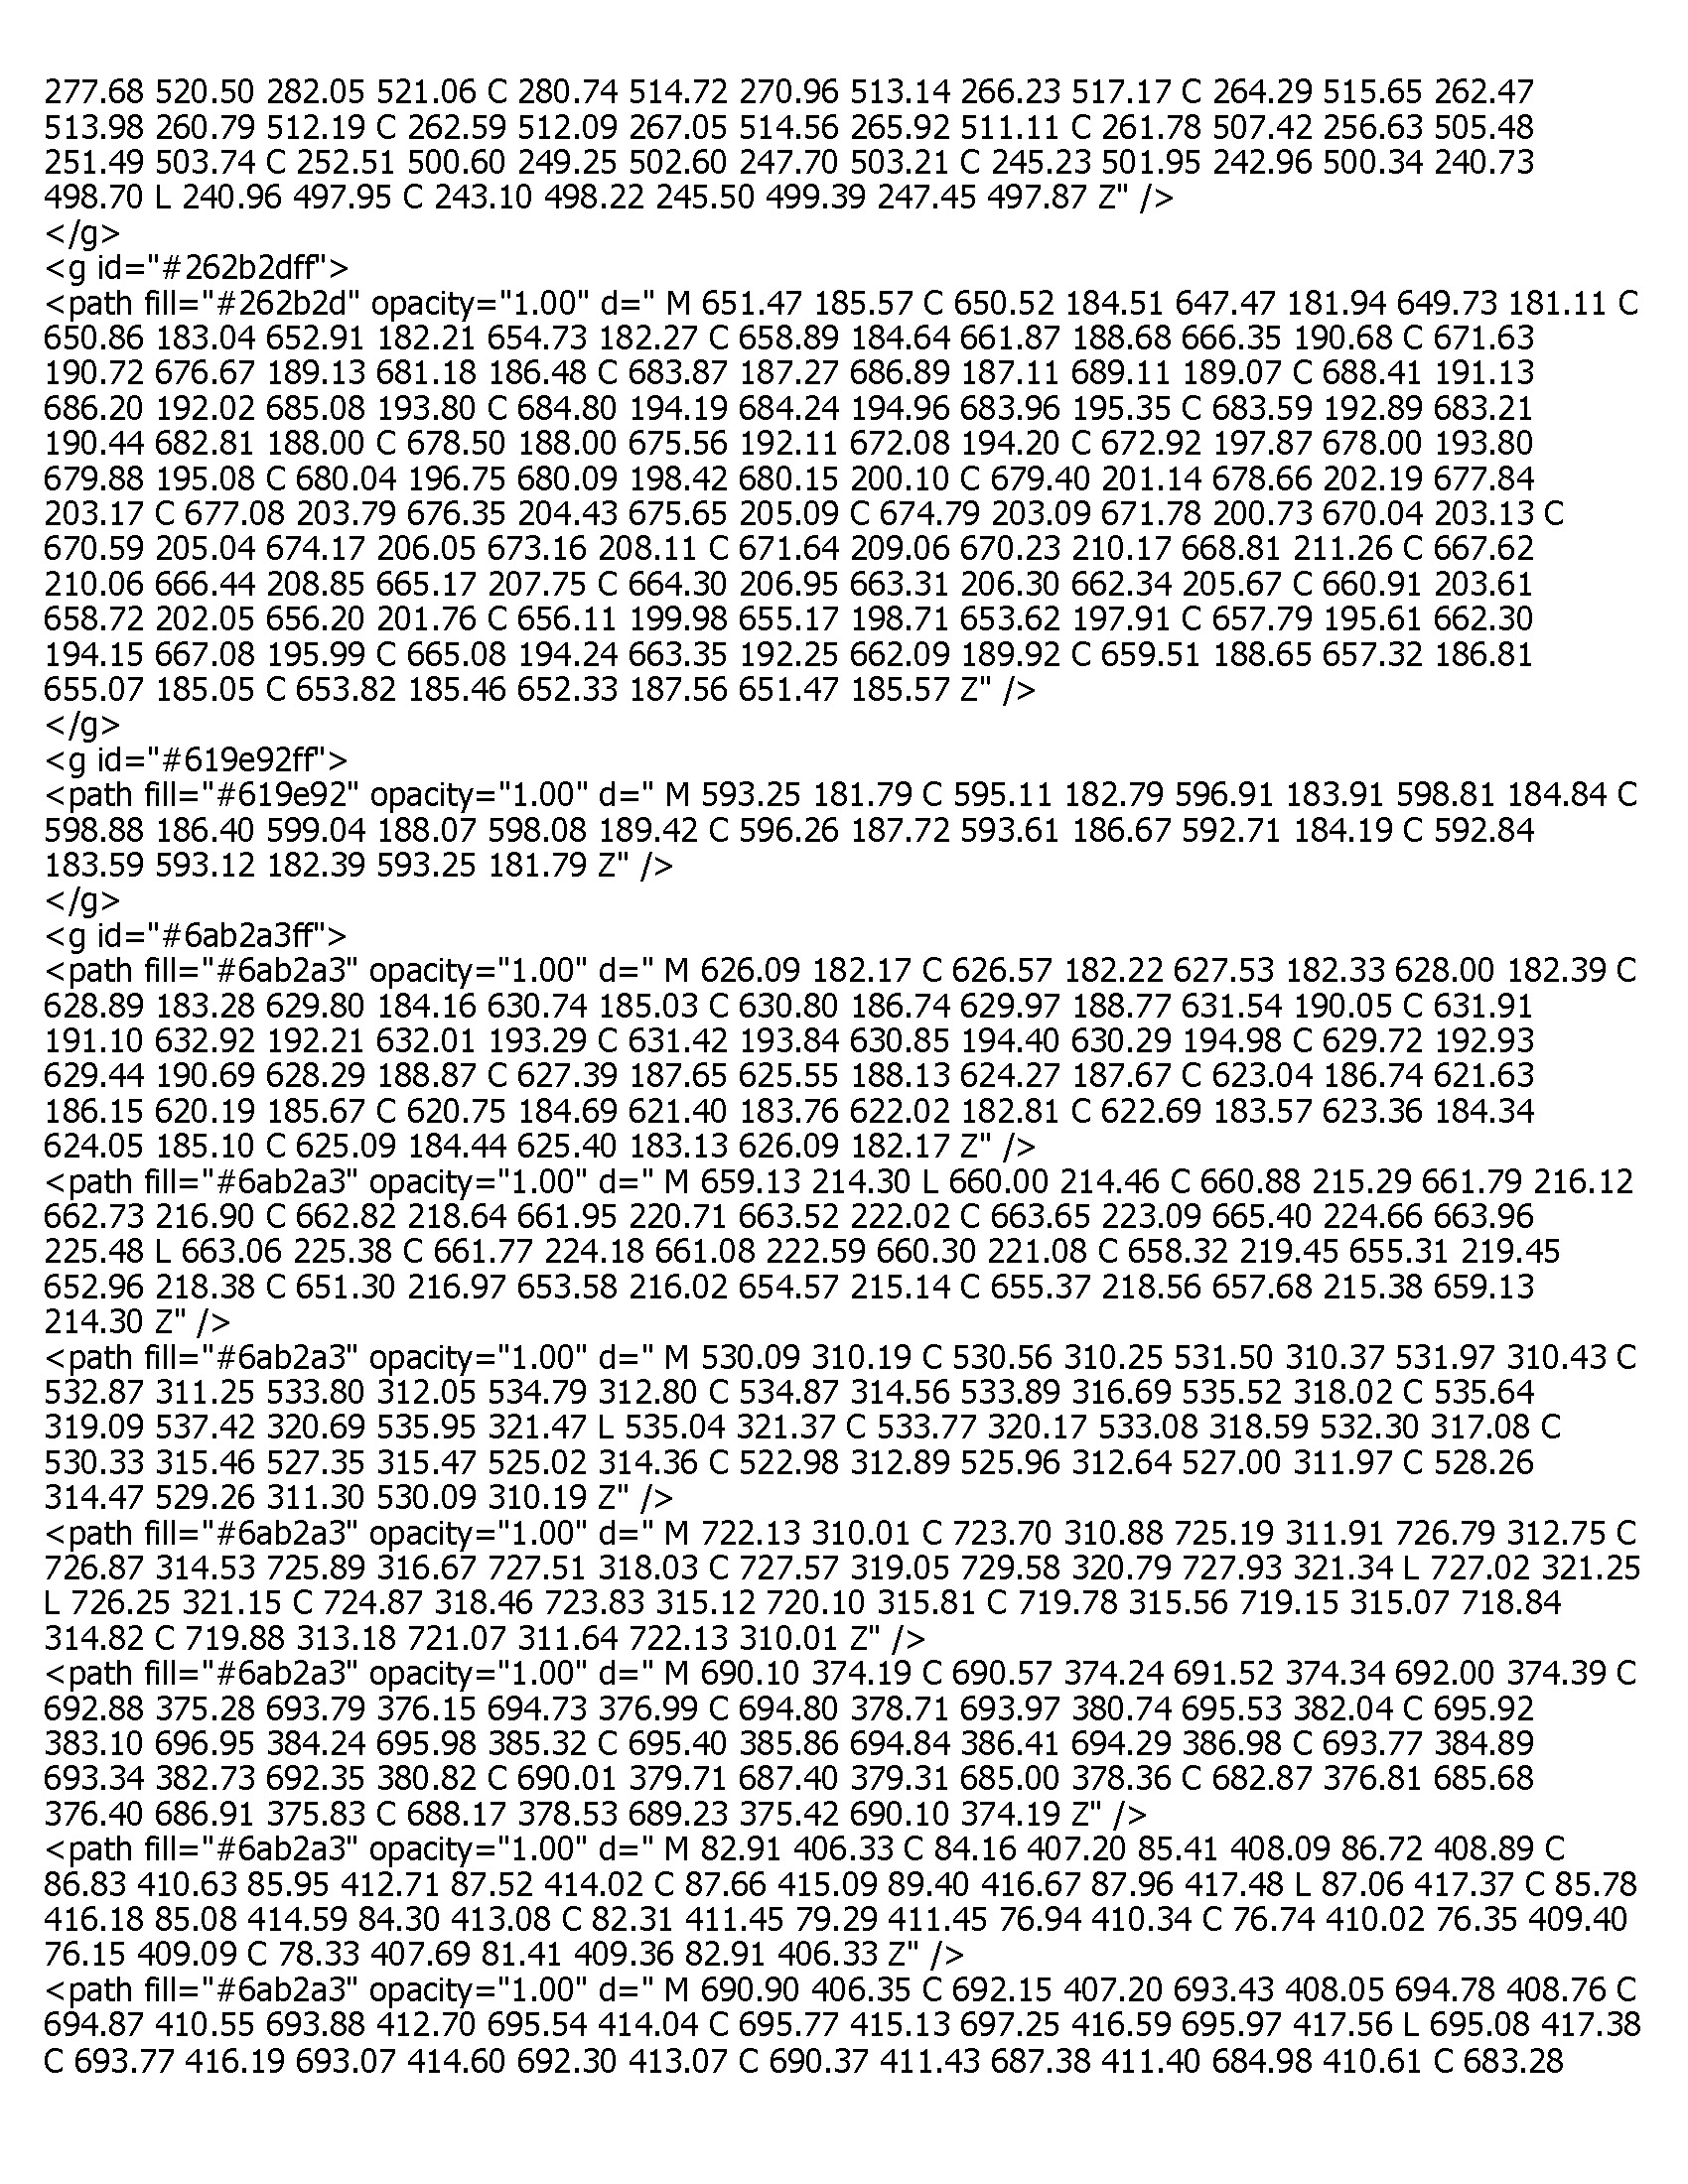 277.68 520.50 282.05 521.06 C 280.74 514.72 270.96 513.14 266.23 517.17 C 264.29 515.65 262.47
513.98 260.79 512.19 C 262.59 512.09 267.05 514.56 265.92 511.11 C 261.78 507.42 256.63 505.48
251.49 503.74 C 252.51 500.60 249.25 502.60 247.70 503.21 C 245.23 501.95 242.96 500.34 240.73
498.70 L 240.96 497.95 C 243.10 498.22 245.50 499.39 247.45 497.87 Z" />
</g>
<g id="#262b2dff">
<path fill="#262b2d" opacity="1.00" d=" M 651.47 185.57 C 650.52 184.51 647.47 181.94 649.73 181.11 C
650.86 183.04 652.91 182.21 654.73 182.27 C 658.89 184.64 661.87 188.68 666.35 190.68 C 671.63
190.72 676.67 189.13 681.18 186.48 C 683.87 187.27 686.89 187.11 689.11 189.07 C 688.41 191.13
686.20 192.02 685.08 193.80 C 684.80 194.19 684.24 194.96 683.96 195.35 C 683.59 192.89 683.21
190.44 682.81 188.00 C 678.50 188.00 675.56 192.11 672.08 194.20 C 672.92 197.87 678.00 193.80
679.88 195.08 C 680.04 196.75 680.09 198.42 680.15 200.10 C 679.40 201.14 678.66 202.19 677.84
203.17 C 677.08 203.79 676.35 204.43 675.65 205.09 C 674.79 203.09 671.78 200.73 670.04 203.13 C
670.59 205.04 674.17 206.05 673.16 208.11 C 671.64 209.06 670.23 210.17 668.81 211.26 C 667.62
210.06 666.44 208.85 665.17 207.75 C 664.30 206.95 663.31 206.30 662.34 205.67 C 660.91 203.61
658.72 202.05 656.20 201.76 C 656.11 199.98 655.17 198.71 653.62 197.91 C 657.79 195.61 662.30
194.15 667.08 195.99 C 665.08 194.24 663.35 192.25 662.09 189.92 C 659.51 188.65 657.32 186.81
655.07 185.05 C 653.82 185.46 652.33 187.56 651.47 185.57 Z" />
</g>
<g id="#619e92ff">
<path fill="#619e92" opacity="1.00" d=" M 593.25 181.79 C 595.11 182.79 596.91 183.91 598.81 184.84 C
598.88 186.40 599.04 188.07 598.08 189.42 C 596.26 187.72 593.61 186.67 592.71 184.19 C 592.84
183.59 593.12 182.39 593.25 181.79 Z" />
</g>
<g id="#6ab2a3ff">
<path fill="#6ab2a3" opacity="1.00" d=" M 626.09 182.17 C 626.57 182.22 627.53 182.33 628.00 182.39 C
628.89 183.28 629.80 184.16 630.74 185.03 C 630.80 186.74 629.97 188.77 631.54 190.05 C 631.91
191.10 632.92 192.21 632.01 193.29 C 631.42 193.84 630.85 194.40 630.29 194.98 C 629.72 192.93
629.44 190.69 628.29 188.87 C 627.39 187.65 625.55 188.13 624.27 187.67 C 623.04 186.74 621.63
186.15 620.19 185.67 C 620.75 184.69 621.40 183.76 622.02 182.81 C 622.69 183.57 623.36 184.34
624.05 185.10 C 625.09 184.44 625.40 183.13 626.09 182.17 Z" />
<path fill="#6ab2a3" opacity="1.00" d=" M 659.13 214.30 L 660.00 214.46 C 660.88 215.29 661.79 216.12
662.73 216.90 C 662.82 218.64 661.95 220.71 663.52 222.02 C 663.65 223.09 665.40 224.66 663.96
225.48 L 663.06 225.38 C 661.77 224.18 661.08 222.59 660.30 221.08 C 658.32 219.45 655.31 219.45
652.96 218.38 C 651.30 216.97 653.58 216.02 654.57 215.14 C 655.37 218.56 657.68 215.38 659.13
214.30 Z" />
<path fill="#6ab2a3" opacity="1.00" d=" M 530.09 310.19 C 530.56 310.25 531.50 310.37 531.97 310.43 C
532.87 311.25 533.80 312.05 534.79 312.80 C 534.87 314.56 533.89 316.69 535.52 318.02 C 535.64
319.09 537.42 320.69 535.95 321.47 L 535.04 321.37 C 533.77 320.17 533.08 318.59 532.30 317.08 C
530.33 315.46 527.35 315.47 525.02 314.36 C 522.98 312.89 525.96 312.64 527.00 311.97 C 528.26
314.47 529.26 311.30 530.09 310.19 Z" />
<path fill="#6ab2a3" opacity="1.00" d=" M 722.13 310.01 C 723.70 310.88 725.19 311.91 726.79 312.75 C
726.87 314.53 725.89 316.67 727.51 318.03 C 727.57 319.05 729.58 320.79 727.93 321.34 L 727.02 321.25
L 726.25 321.15 C 724.87 318.46 723.83 315.12 720.10 315.81 C 719.78 315.56 719.15 315.07 718.84
314.82 C 719.88 313.18 721.07 311.64 722.13 310.01 Z" />
<path fill="#6ab2a3" opacity="1.00" d=" M 690.10 374.19 C 690.57 374.24 691.52 374.34 692.00 374.39 C
692.88 375.28 693.79 376.15 694.73 376.99 C 694.80 378.71 693.97 380.74 695.53 382.04 C 695.92
383.10 696.95 384.24 695.98 385.32 C 695.40 385.86 694.84 386.41 694.29 386.98 C 693.77 384.89
693.34 382.73 692.35 380.82 C 690.01 379.71 687.40 379.31 685.00 378.36 C 682.87 376.81 685.68
376.40 686.91 375.83 C 688.17 378.53 689.23 375.42 690.10 374.19 Z" />
<path fill="#6ab2a3" opacity="1.00" d=" M 82.91 406.33 C 84.16 407.20 85.41 408.09 86.72 408.89 C
86.83 410.63 85.95 412.71 87.52 414.02 C 87.66 415.09 89.40 416.67 87.96 417.48 L 87.06 417.37 C 85.78
416.18 85.08 414.59 84.30 413.08 C 82.31 411.45 79.29 411.45 76.94 410.34 C 76.74 410.02 76.35 409.40
76.15 409.09 C 78.33 407.69 81.41 409.36 82.91 406.33 Z" />
<path fill="#6ab2a3" opacity="1.00" d=" M 690.90 406.35 C 692.15 407.20 693.43 408.05 694.78 408.76 C
694.87 410.55 693.88 412.70 695.54 414.04 C 695.77 415.13 697.25 416.59 695.97 417.56 L 695.08 417.38
C 693.77 416.19 693.07 414.60 692.30 413.07 C 690.37 411.43 687.38 411.40 684.98 410.61 C 683.28